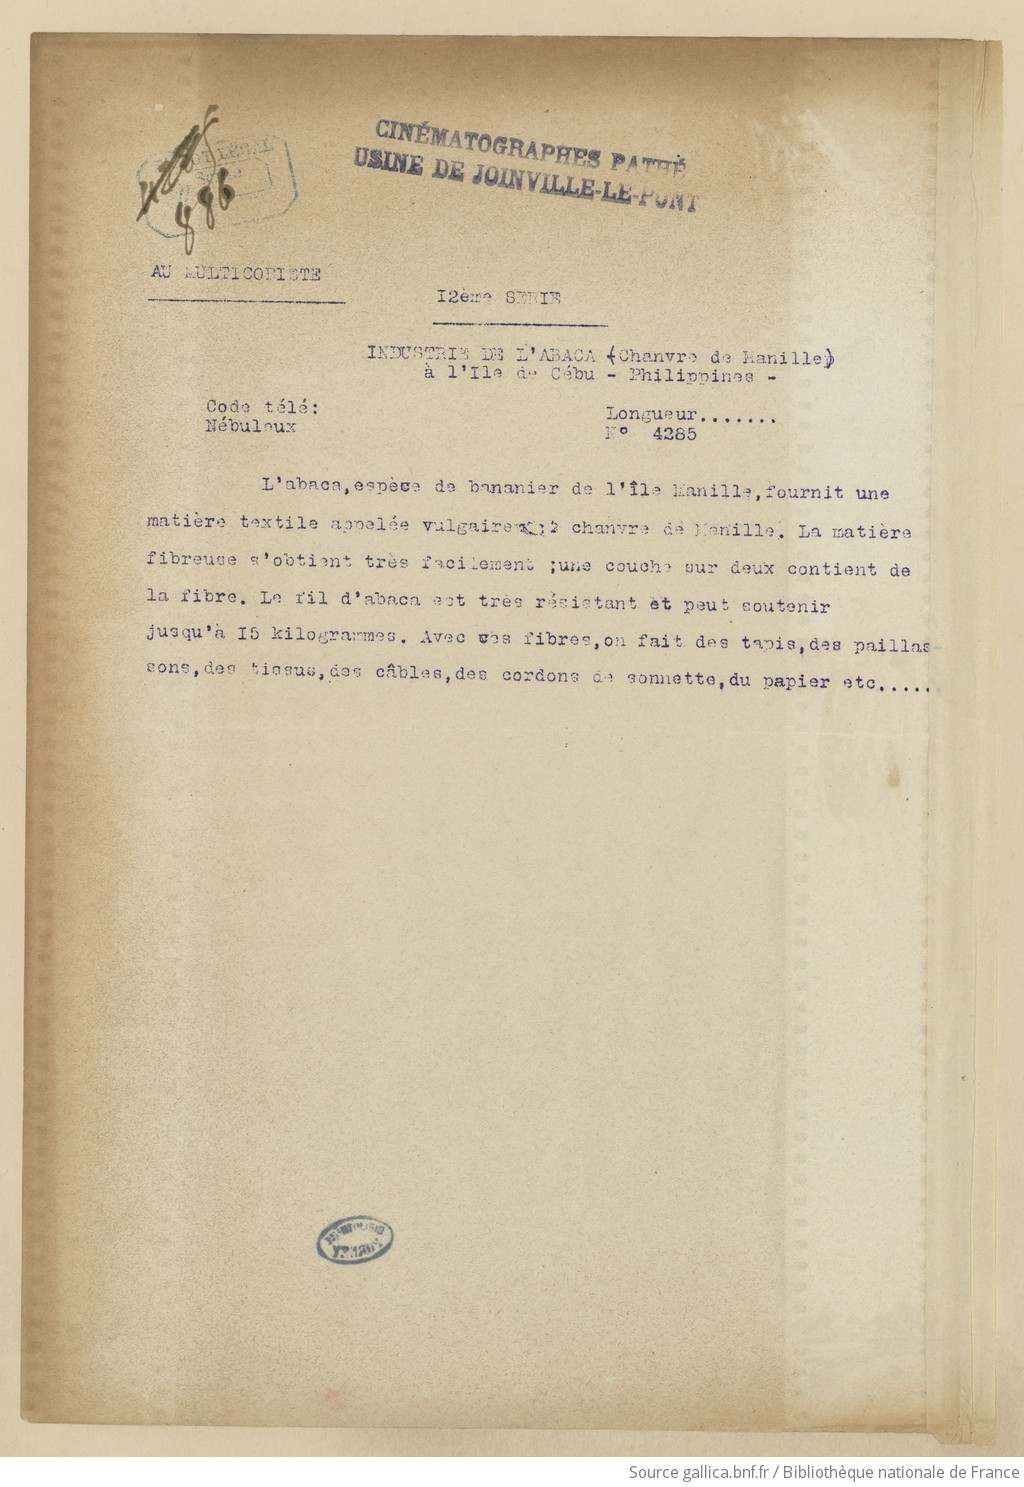 CINÉMATOGRAPHES PATHÉ
USINE DE JOINVILLE-LE-PONT
886
AU MULTICOPISTE
I2ème SERIE
INDUSTRIE DE L'ABACA (Chanvre de Manille)
à l'Ile de Cébu - Philippines -
Code télé:
Nébuleux
Longueur.......
N° 4285
L'abaca,espèce de bananier de l'Île Manille,fournit une
matière textile appelée chanvre de Manille. La matière
fibreuse s'obtient très facilement ;une couche sur deux contient de
la fibre. Le fil d'abaca est très résistant et peut soutenir
jusqu'à I5 kilogrammes. Avec ces fibres,on fait des tapis,des paillas-
sons,des tissus,des câbles,des cordons de sonnette,du papier etc.....
Source gallica.bnf.fr / Bibliothèque nationale de France